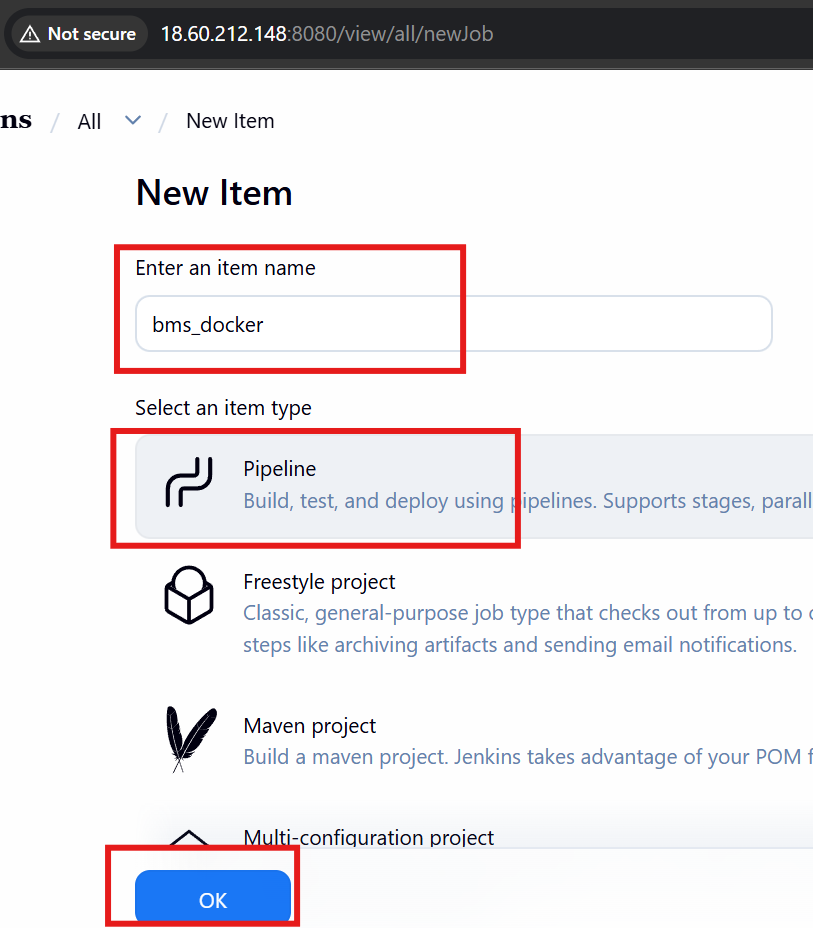 Not secure 18.60.212.148:8080/view/all/newJob
ns / All / New Item
New Item
Enter an item name
bms_docker
Select an item type
Pipeline
Build, test, and deploy using pipelines. Supports stages, parall
Freestyle project
Classic, general-purpose job type that checks out from up to
steps like archiving artifacts and sending email notifications.
Maven project
Build a maven project. Jenkins takes advantage of your POM f
Multi-configuration project
OK